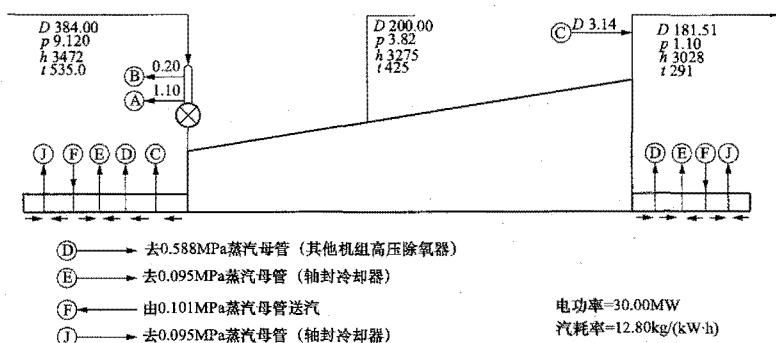 D 384.00
p 9.120
h 3472
t 535.0
D 200.00
p 3.82
h 3275
t 425
C D 3.14
D 181.51
p 1.10
h 3028
t 291
B 0.20
A 1.10
J F E D C
D E F J
D 去0.588MPa蒸汽母管（其他机组高压除氧器）
E 去0.095MPa蒸汽母管（轴封冷却器）
F 由0.101MPa蒸汽母管送汽
J 去0.095MPa蒸汽母管（轴封冷却器）
电功率=30.00MW
汽耗率=12.80kg/(kW·h)